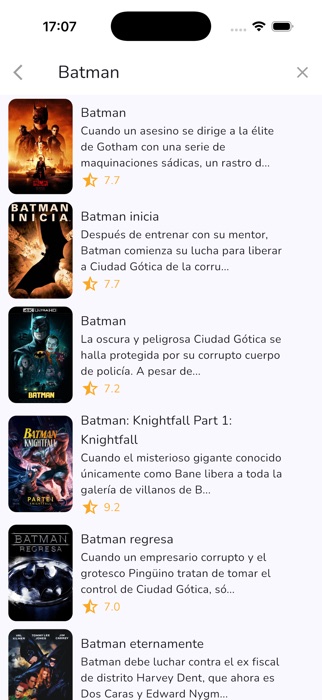 17:07
Batman
Batman
Cuando un asesino se dirige a la élite
de Gotham con una serie de
maquinaciones sádicas, un rastro d...
7.7
BATMAN
INICIA
Batman inicia
Después de entrenar con su mentor,
Batman comienza su lucha para liberar
a Ciudad Gótica de la corru...
7.7
BATMAN
Batman
La oscura y peligrosa Ciudad Gótica se
halla protegida por su corrupto cuerpo
de policía. A pesar de...
7.2
BATMAN
KNIGHTFALL
PARTE I
Batman: Knightfall Part 1:
Knightfall
Cuando el misterioso gigante conocido
únicamente como Bane libera a toda la
galería de villanos de B...
9.2
BATMAN
REGRESA
Batman regresa
Cuando un empresario corrupto y el
grotesco Pingüino tratan de tomar el
control de Ciudad Gótica, só...
7.0
Batman eternamente
Batman debe luchar contra el ex fiscal
de distrito Harvey Dent, que ahora es
Dos Caras y Edward Nygm...